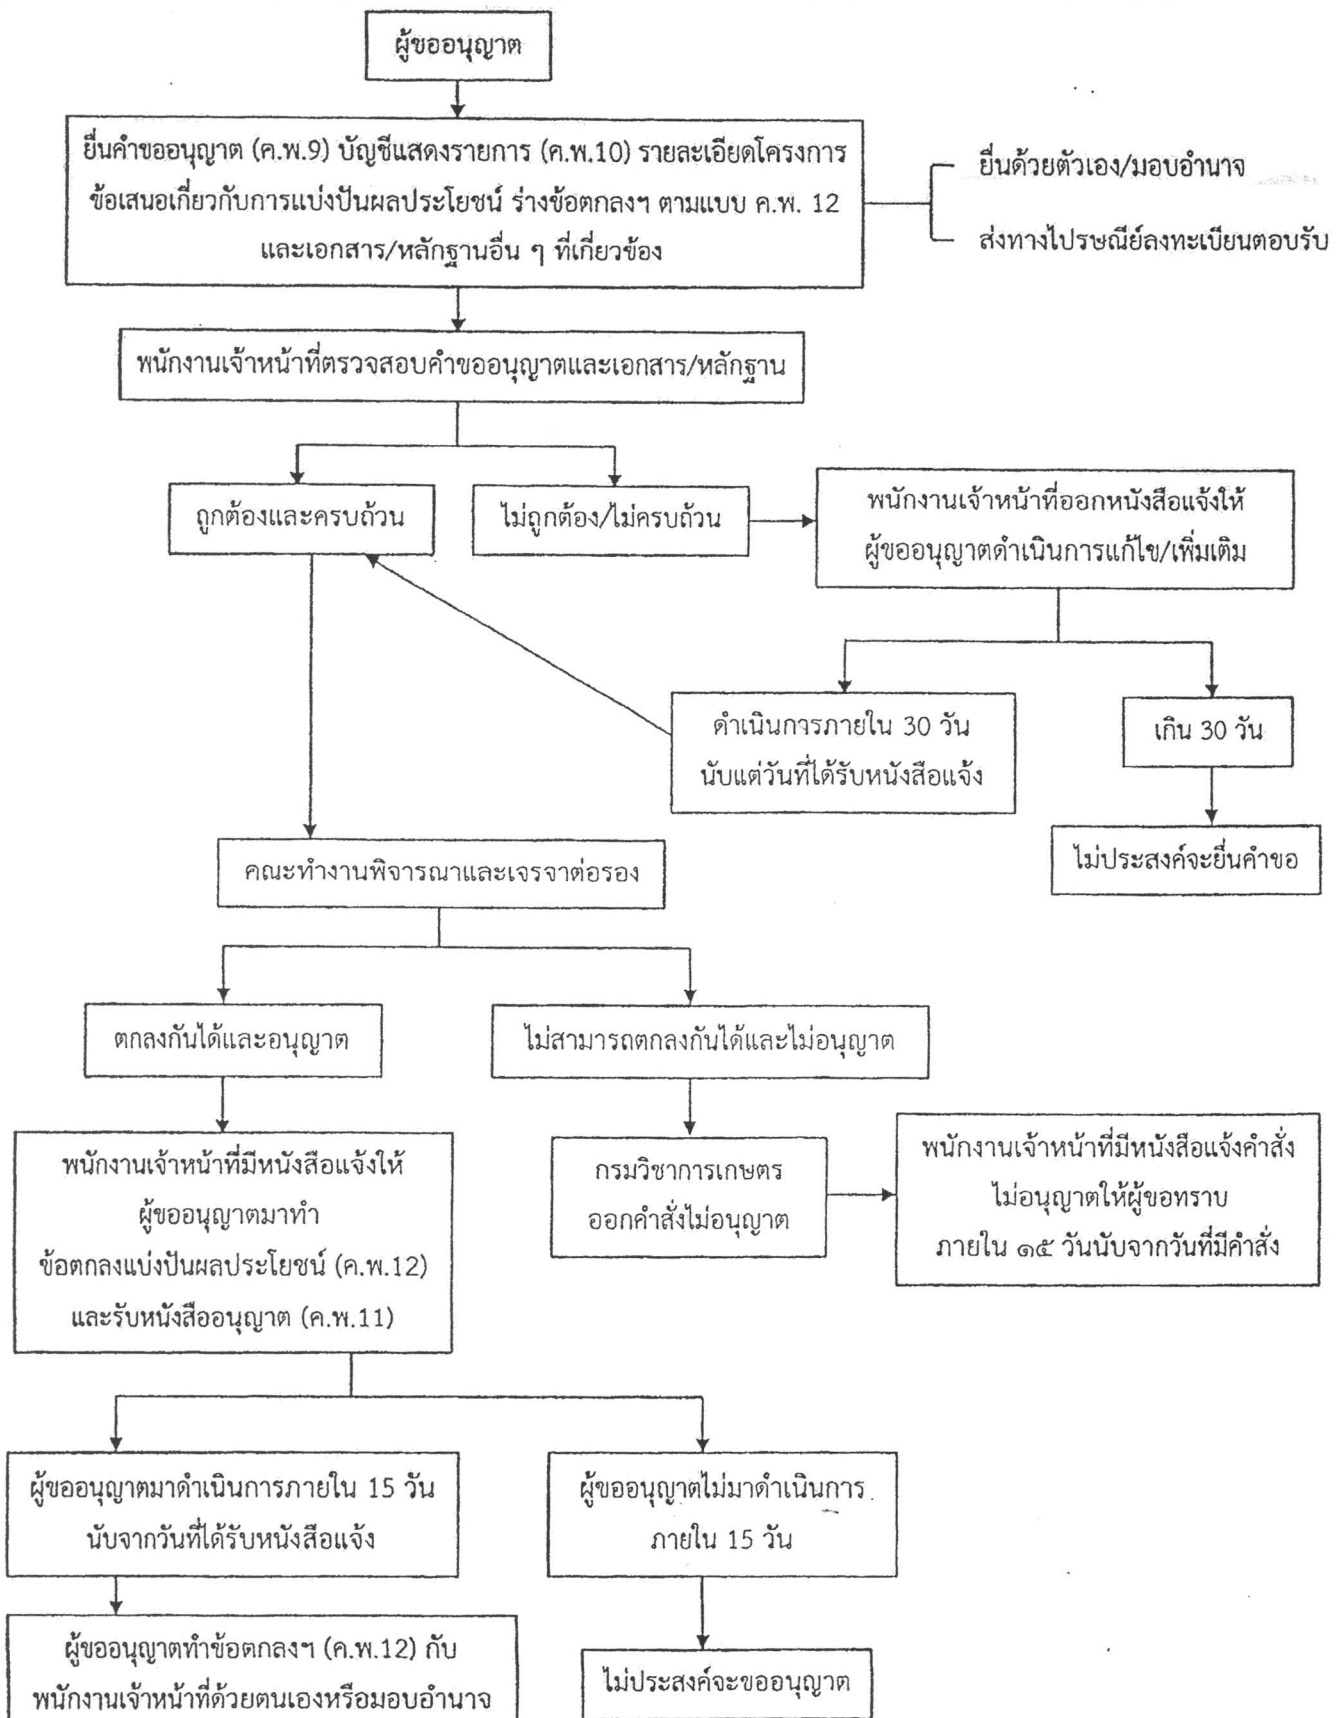 ผู้ขออนุญาต
ยื่นคำขออนุญาต (ค.พ.9) บัญชีแสดงรายการ (ค.พ.10) รายละเอียดโครงการ
ข้อเสนอเกี่ยวกับการแบ่งปันผลประโยชน์ ร่างข้อตกลงฯ ตามแบบ ค.พ. 12
และเอกสาร/หลักฐานอื่น ๆ ที่เกี่ยวข้อง
ยื่นด้วยตัวเอง/มอบอำนาจ
ส่งทางไปรษณีย์ลงทะเบียนตอบรับ
พนักงานเจ้าหน้าที่ตรวจสอบคำขออนุญาตและเอกสาร/หลักฐาน
ถูกต้องและครบถ้วน
ไม่ถูกต้อง/ไม่ครบถ้วน
พนักงานเจ้าหน้าที่ออกหนังสือแจ้งให้
ผู้ขออนุญาตดำเนินการแก้ไข/เพิ่มเติม
ดำเนินการภายใน 30 วัน
นับแต่วันที่ได้รับหนังสือแจ้ง
เกิน 30 วัน
ไม่ประสงค์จะยื่นคำขอ
คณะทำงานพิจารณาและเจรจาต่อรอง
ตกลงกันได้และอนุญาต
ไม่สามารถตกลงกันได้และไม่อนุญาต
พนักงานเจ้าหน้าที่มีหนังสือแจ้งให้
ผู้ขออนุญาตมาทำ
ข้อตกลงแบ่งปันผลประโยชน์ (ค.พ.12)
และรับหนังสืออนุญาต (ค.พ.11)
กรมวิชาการเกษตร
ออกคำสั่งไม่อนุญาต
พนักงานเจ้าหน้าที่มีหนังสือแจ้งคำสั่ง
ไม่อนุญาตให้ผู้ขอทราบ
ภายใน ๑๕ วันนับจากวันที่มีคำสั่ง
ผู้ขออนุญาตมาดำเนินการภายใน 15 วัน
นับจากวันที่ได้รับหนังสือแจ้ง
ผู้ขออนุญาตไม่มาดำเนินการ
ภายใน 15 วัน
ผู้ขออนุญาตทำข้อตกลงฯ (ค.พ.12) กับ
พนักงานเจ้าหน้าที่ด้วยตนเองหรือมอบอำนาจ
ไม่ประสงค์จะขออนุญาต